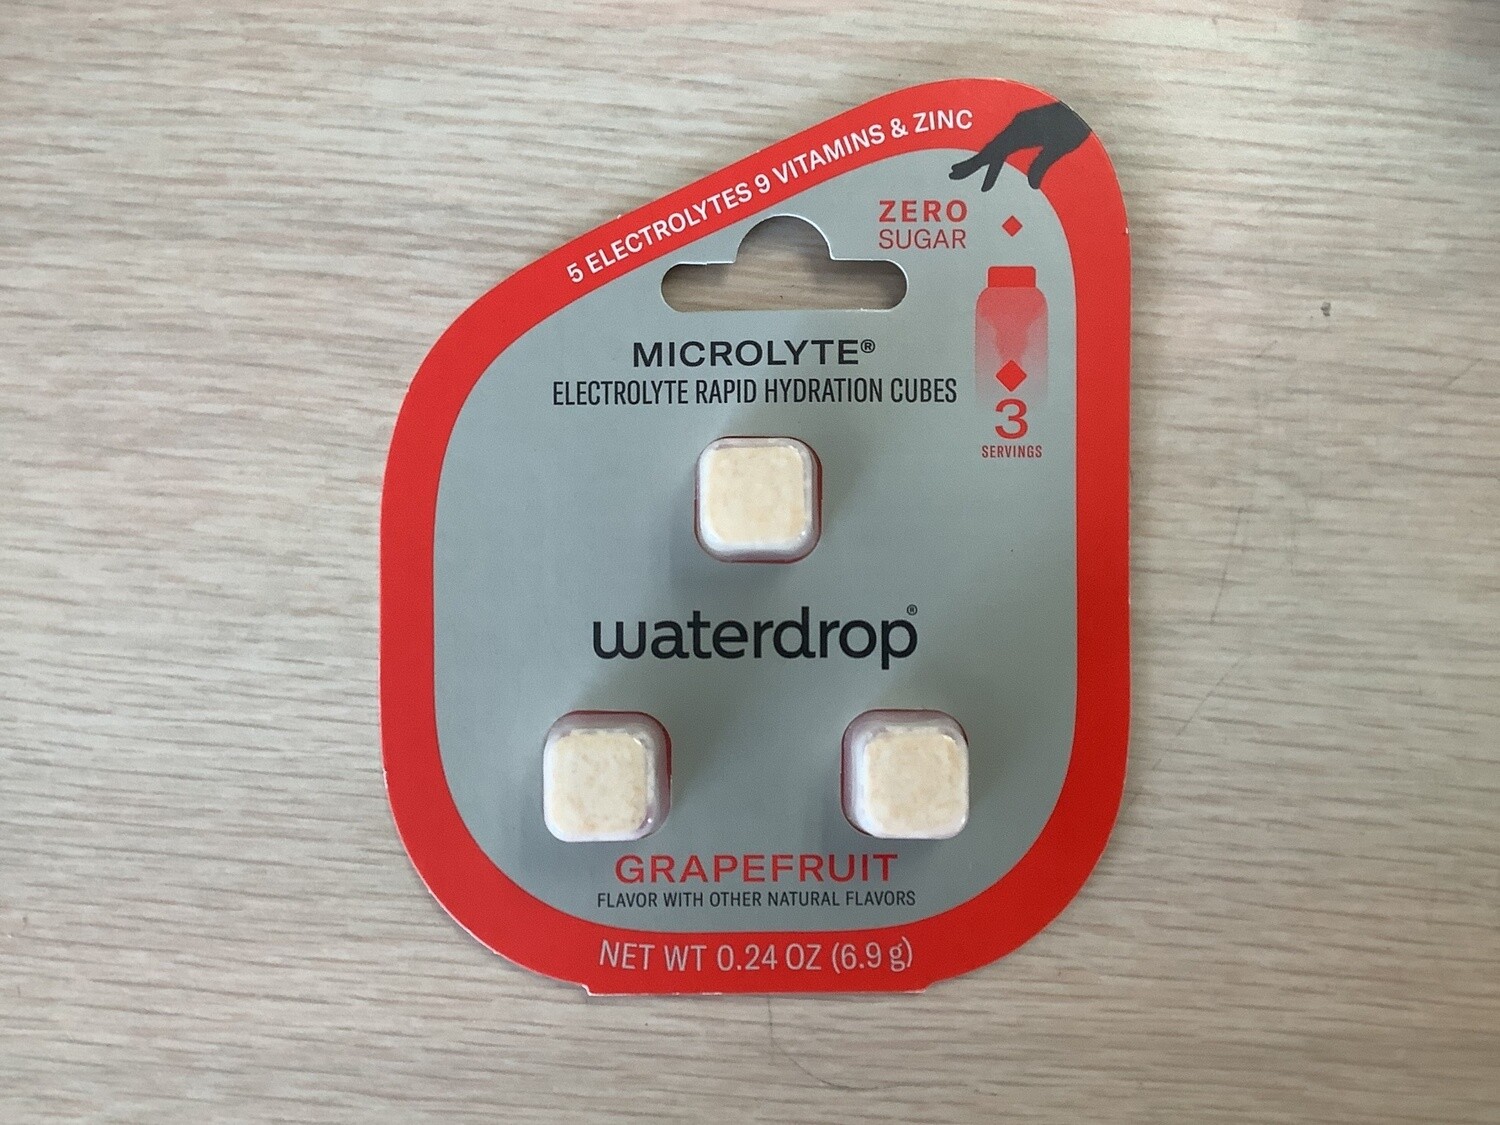 5 ELECTROLYTES 9 VITAMINS & ZINC
ZERO
SUGAR
MICROLYTE®
ELECTROLYTE RAPID HYDRATION CUBES
3
SERVINGS
waterdrop®
GRAPEFRUIT
FLAVOR WITH OTHER NATURAL FLAVORS
NET WT 0.24 OZ (6.9 g)